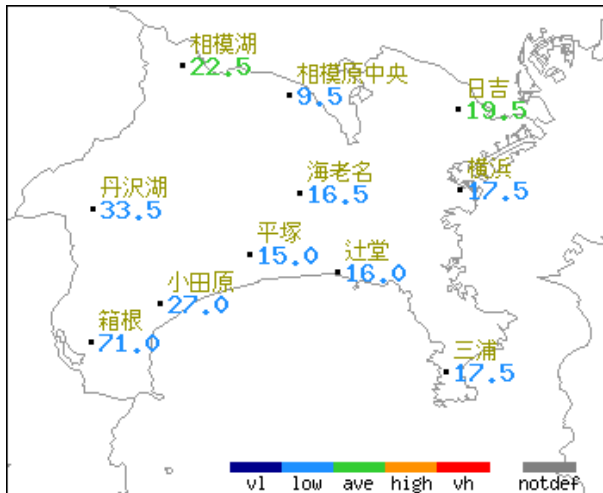 相模湖
22.5
相模原中央
9.5
日吉
19.5
海老名
16.5
横浜
17.5
丹沢湖
33.5
平塚
15.0
辻堂
16.0
小田原
27.0
箱根
71.0
三浦
17.5
vl low ave high vh notdef